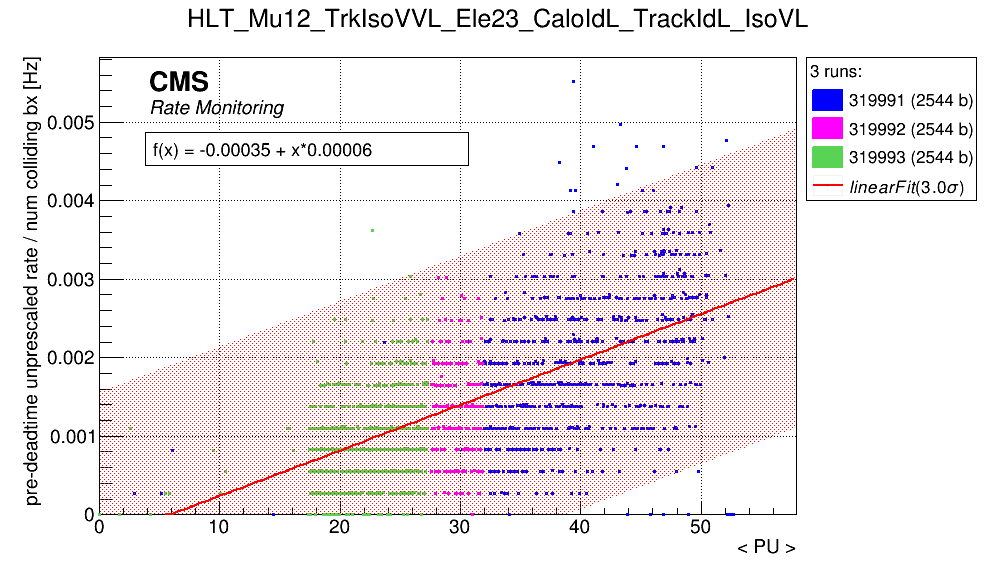 HLT_Mu12_TrkIsoVVL_Ele23_CaloIdL_TrackIdL_IsoVL
pre-deadtime unprescaled rate / num colliding bx [Hz]
CMS
Rate Monitoring
f(x) = -0.00035 + x*0.00006
0.005
0.004
0.003
0.002
0.001
0
0 10 20 30 40 50
< PU >
3 runs:
319991 (2544 b)
319992 (2544 b)
319993 (2544 b)
linearFit(3.0σ)